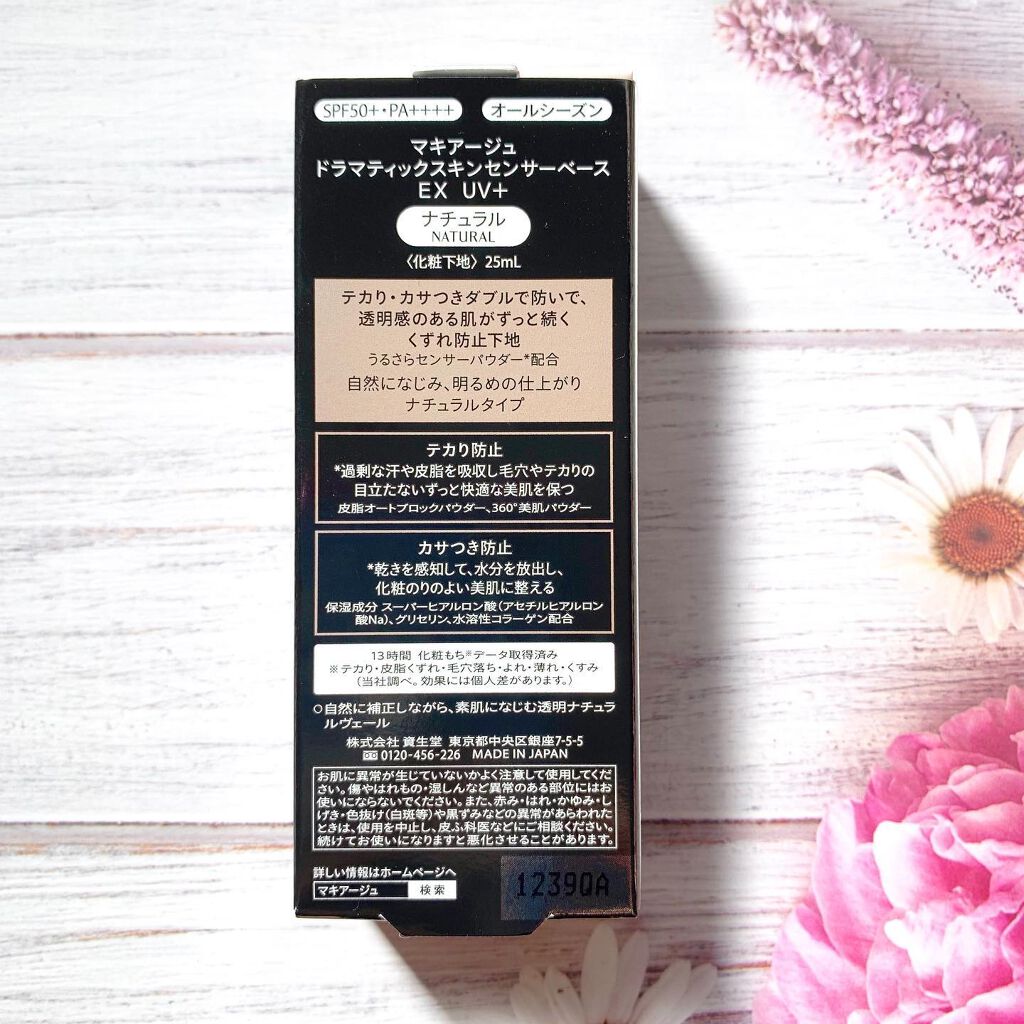 SPF50+・PA++++ オールシーズン
マキアージュ
ドラマティックスキンセンサーベース
EX UV+
ナチュラル
NATURAL
〈化粧下地〉25mL
テカり・カサつきダブルで防いで、
透明感のある肌がずっと続く
くずれ防止下地
うるさらセンサーパウダー*配合
自然になじみ、明るめの仕上がり
ナチュラルタイプ
テカり防止
*過剰な汗や皮脂を吸収し毛穴やテカりの
目立たないずっと快適な美肌を保つ
皮脂オートブロックパウダー、360°美肌パウダー
カサつき防止
*乾きを感知して、水分を放出し、
化粧のりのよい美肌に整える
保湿成分 スーパーヒアルロン酸(アセチルヒアルロン
酸Na)、グリセリン、水溶性コラーゲン配合
13時間 化粧もち※データ取得済み
※テカり・皮脂くずれ・毛穴落ち・よれ・薄れ・くすみ
(当社調べ。効果には個人差があります。)
○自然に補正しながら、素肌になじむ透明ナチュラ
ルヴェール
株式会社 資生堂 東京都中央区銀座7-5-5
0120-456-226 MADE IN JAPAN
お肌に異常が生じていないかよく注意して使用してくだ
さい。傷やはれもの・湿しんなど異常のある部位にはお
使いにならないでください。また、赤み・はれ・かゆみ・し
げき・色抜け(白斑等)や黒ずみなどの異常があらわれた
ときは、使用を中止し、皮ふ科医などにご相談ください。
続けてお使いになりますと悪化させることがあります。
詳しい情報はホームページへ
マキアージュ 検索
1239QA